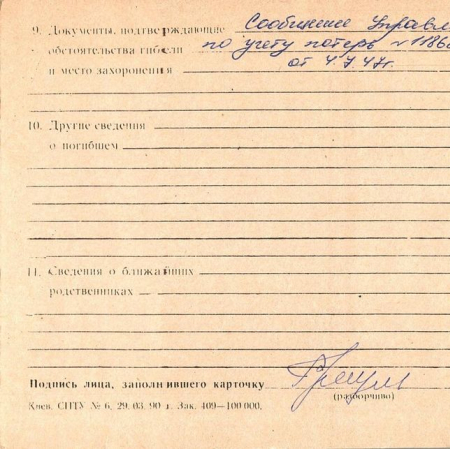 9. Документы, подтверждающие Сообщение Управл
обстоятельства гибели по учету потерь
и место захоронения от 4.7.47г.
10. Другие сведения
о погибшем
11. Сведения о ближайших
родственниках
Подпись лица, заполнившего карточку
(разборчиво)
Киев. СПТУ № 6, 29. 03. 90 г. Зак. 409—100 000.